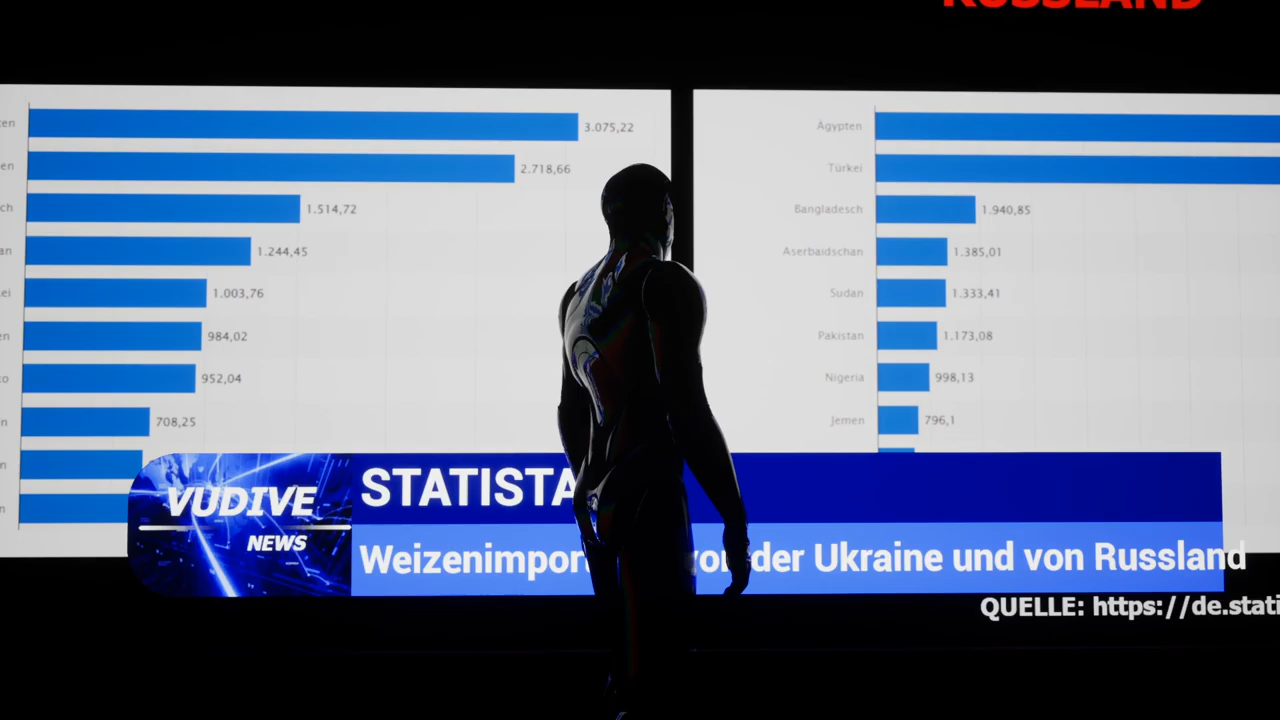 RUSSLAND
3.075,22
2.718,66
1.514,72
1.244,45
1.003,76
984,02
952,04
708,25
Ägypten
Türkei
Bangladesch
1.940,85
Aserbaidschan
1.385,01
Sudan
1.333,41
Pakistan
1.173,08
Nigeria
998,13
Jemen
796,1
VUDIVE
NEWS
STATISTA
Weizenimpor von der Ukraine und von Russland
QUELLE: https://de.stati